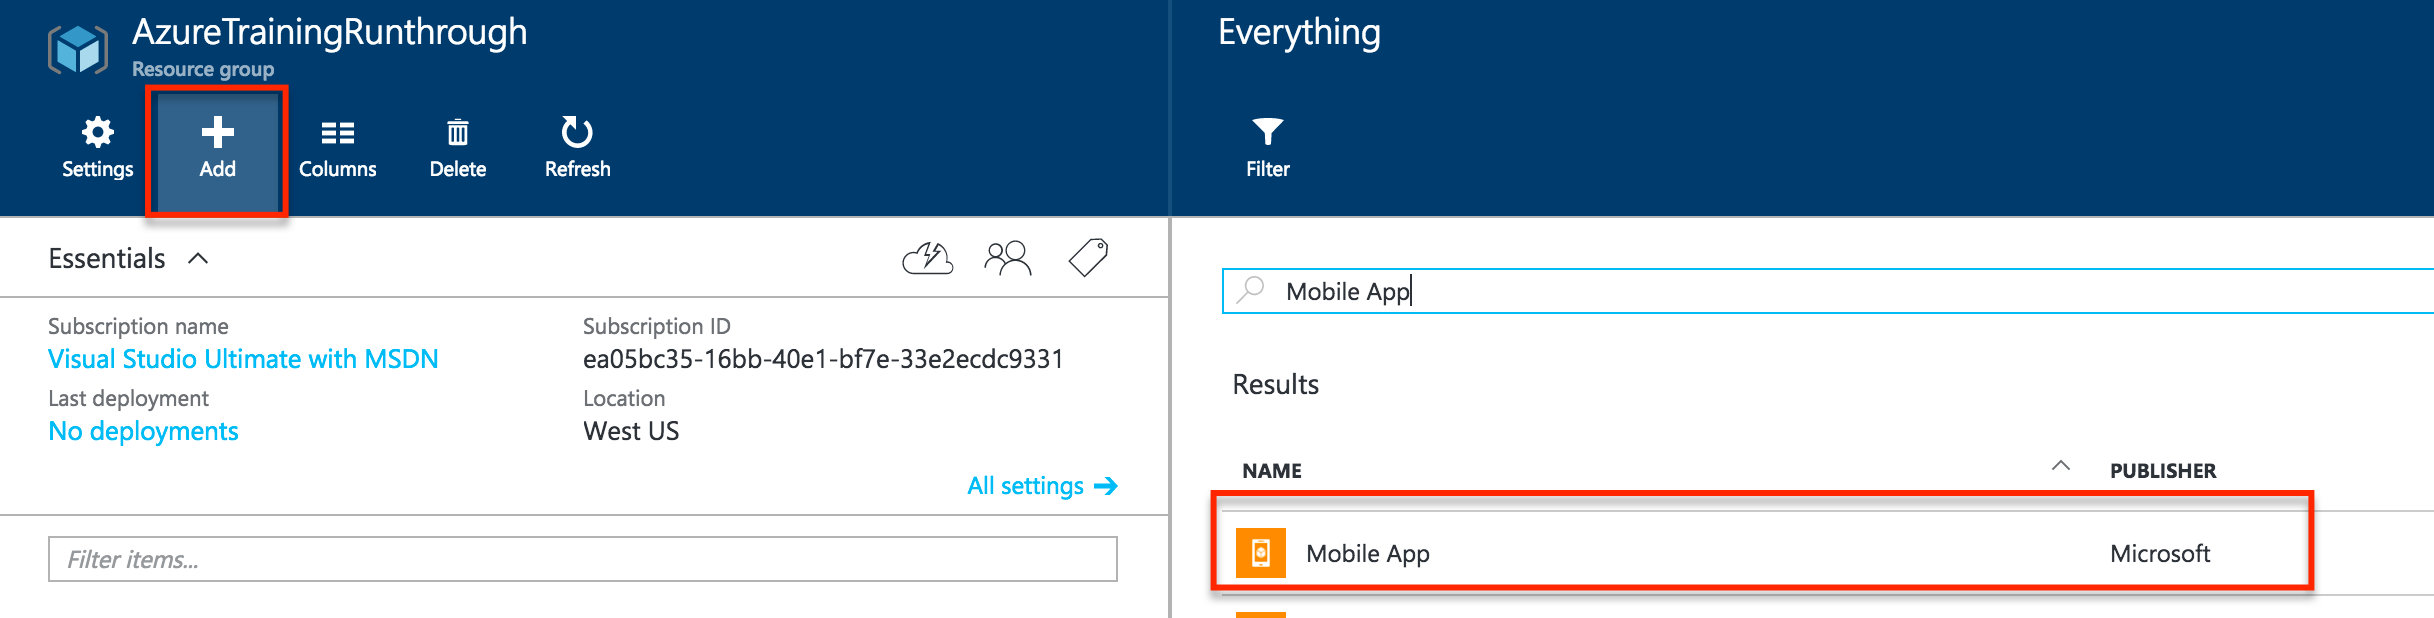 AzureTrainingRunthrough
Resource group
Settings
Add
Columns
Delete
Refresh
Essentials
Subscription name
Subscription ID
Visual Studio Ultimate with MSDN
ea05bc35-16bb-40e1-bf7e-33e2ecdc9331
Last deployment
Location
No deployments
West US
All settings
Filter items...
Everything
Filter
Mobile App
Results
NAME
PUBLISHER
Mobile App
Microsoft